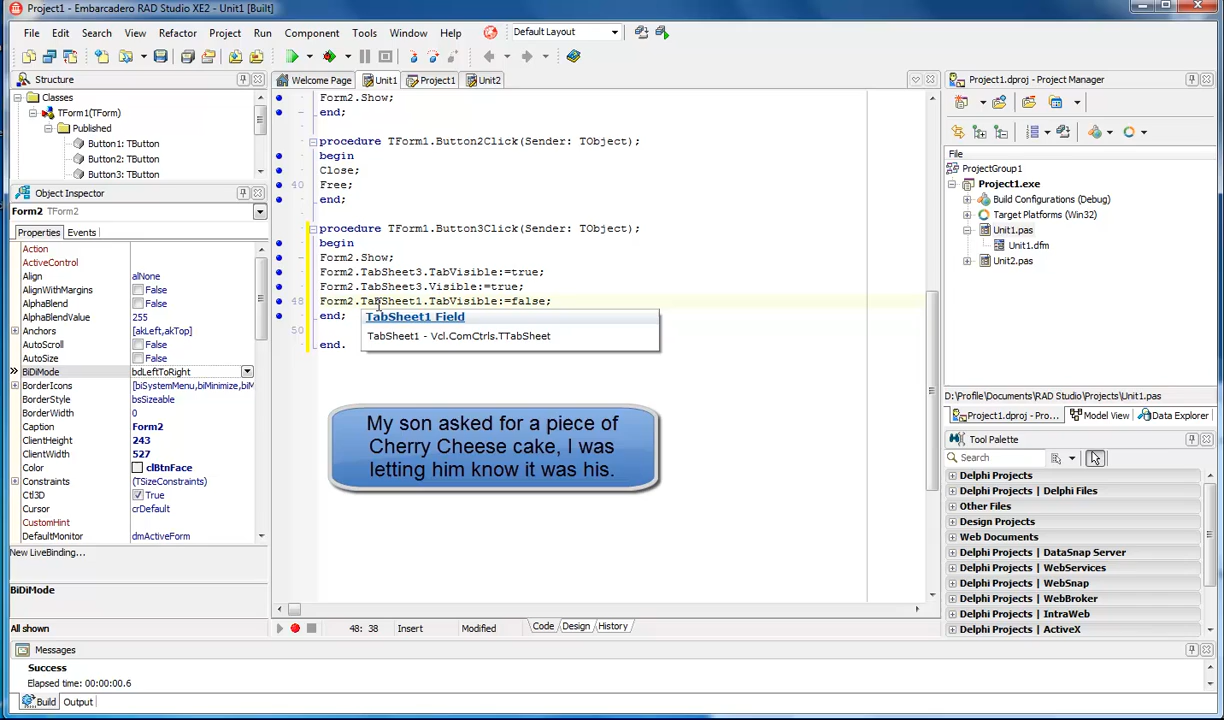 Project1 - Embarcadero RAD Studio XE2 - Unit1 [Built]
File Edit Search View Refactor Project Run Component Tools Window Help Default Layout
Structure
Classes
TForm1(TForm)
Published
Button1: TButton
Button2: TButton
Button3: TButton
Object Inspector
Form2 TForm2
Properties Events
Action
ActiveControl
Align alNone
AlignWithMargins False
AlphaBlend False
AlphaBlendValue 255
Anchors [akLeft,akTop]
AutoScroll False
AutoSize False
BiDiMode bdLeftToRight
BorderIcons [biSystemMenu,biMinimize,biM
BorderStyle bsSizeable
BorderWidth 0
Caption Form2
ClientHeight 243
ClientWidth 527
Color clBtnFace
Constraints (TSizeConstraints)
Ctl3D True
Cursor crDefault
CustomHint
DefaultMonitor dmActiveForm
New LiveBinding...
BiDiMode
All shown
Welcome Page Unit1 Project1 Unit2
Form2.Show;
end;
procedure TForm1.Button2Click(Sender: TObject);
begin
Close;
40 Free;
end;
procedure TForm1.Button3Click(Sender: TObject);
begin
Form2.Show;
Form2.TabSheet3.TabVisible:=true;
Form2.TabSheet3.Visible:=true;
48 Form2.TabSheet1.TabVisible:=false;
end;
50
end.
TabSheet1 Field
TabSheet1 - Vcl.ComCtrls.TTabSheet
My son asked for a piece of
Cherry Cheese cake, I was
letting him know it was his.
48: 38 Insert Modified Code Design History
Project1.dproj - Project Manager
File
ProjectGroup1
Project1.exe
Build Configurations (Debug)
Target Platforms (Win32)
Unit1.pas
Unit1.dfm
Unit2.pas
D:\Profile\Documents\RAD Studio\Projects\Unit1.pas
Project1.dproj - Pro... Model View Data Explorer
Tool Palette
Search
Delphi Projects
Delphi Projects | Delphi Files
Other Files
Design Projects
Web Documents
Delphi Projects | DataSnap Server
Delphi Projects | WebServices
Delphi Projects | WebSnap
Delphi Projects | WebBroker
Delphi Projects | IntraWeb
Delphi Projects | ActiveX
Messages
Success
Elapsed time: 00:00:00.6
Build Output